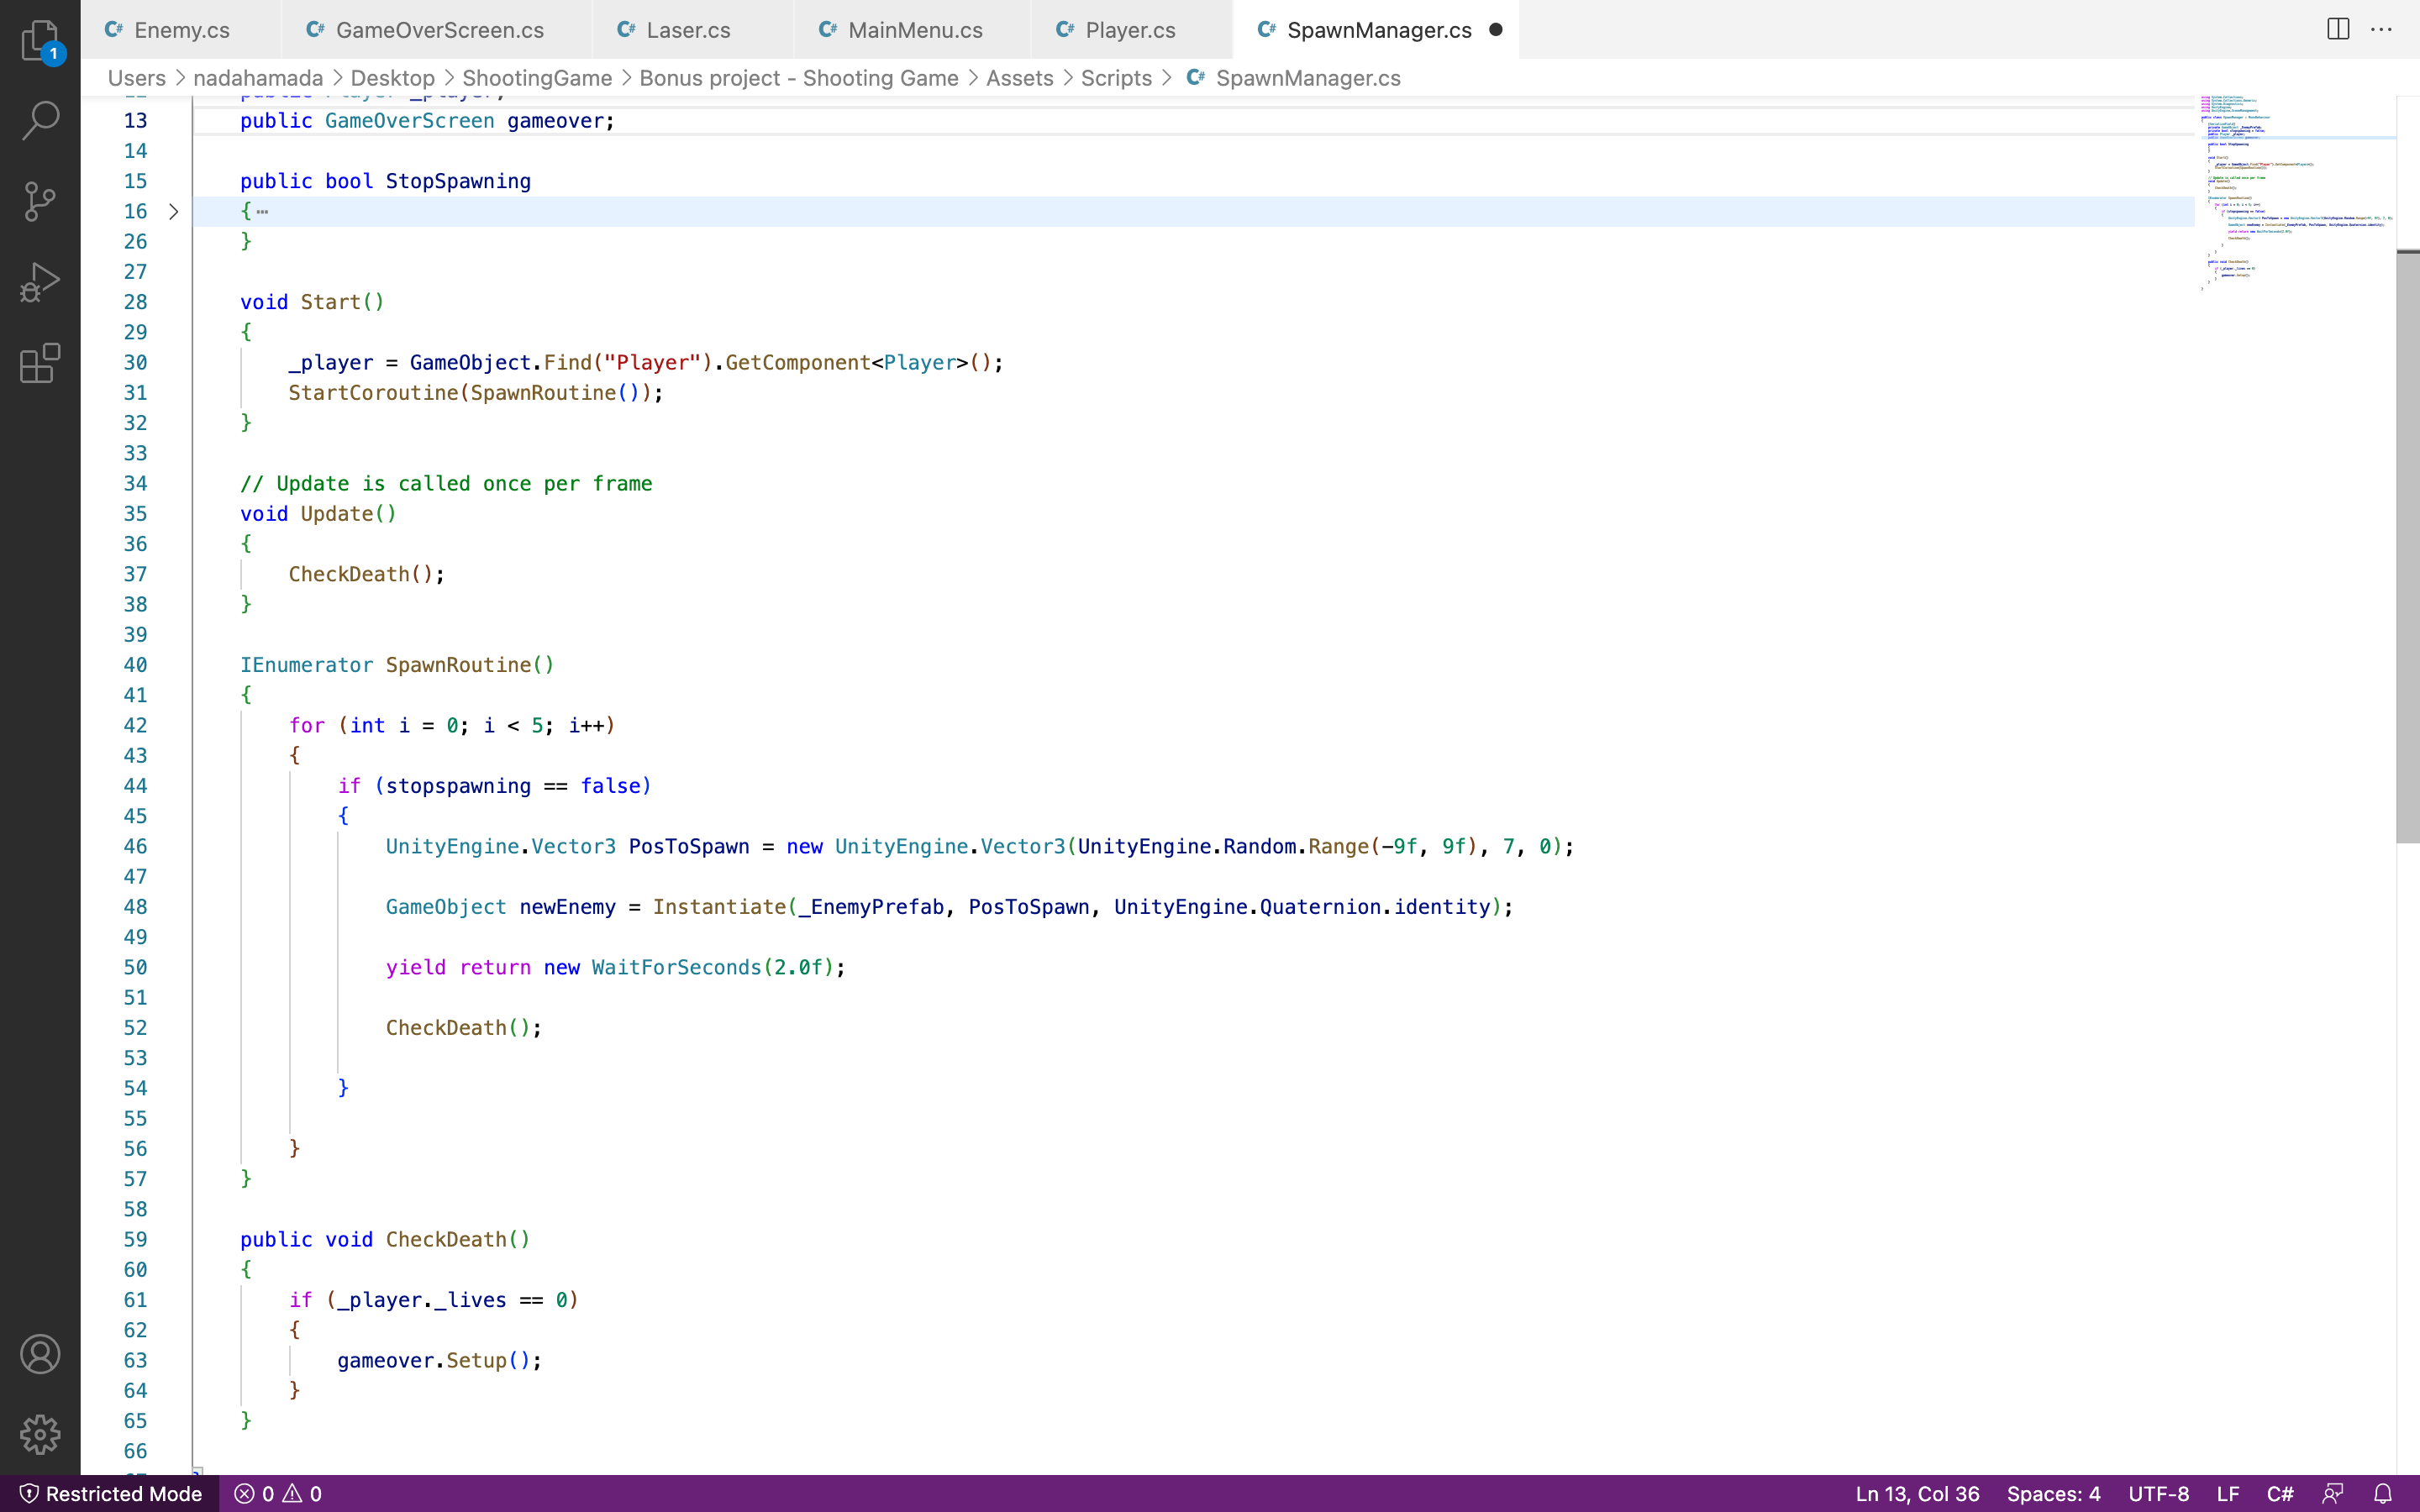 1
C# Enemy.cs C# GameOverScreen.cs C# Laser.cs C# MainMenu.cs C# Player.cs C# SpawnManager.cs ●
Users > nadahamada > Desktop > ShootingGame > Bonus project - Shooting Game > Assets > Scripts > C# SpawnManager.cs
12 public Player _player;
13 public GameOverScreen gameover;
14
15 public bool StopSpawning
16 { ...
26 }
27
28 void Start()
29 {
30 _player = GameObject.Find("Player").GetComponent<Player>();
31 StartCoroutine(SpawnRoutine());
32 }
33
34 // Update is called once per frame
35 void Update()
36 {
37 CheckDeath();
38 }
39
40 IEnumerator SpawnRoutine()
41 {
42 for (int i = 0; i < 5; i++)
43 {
44 if (stopspawning == false)
45 {
46 UnityEngine.Vector3 PosToSpawn = new UnityEngine.Vector3(UnityEngine.Random.Range(-9f, 9f), 7, 0);
47
48 GameObject newEnemy = Instantiate(_EnemyPrefab, PosToSpawn, UnityEngine.Quaternion.identity);
49
50 yield return new WaitForSeconds(2.0f);
51
52 CheckDeath();
53
54 }
55
56 }
57 }
58
59 public void CheckDeath()
60 {
61 if (_player._lives == 0)
62 {
63 gameover.Setup();
64 }
65 }
66
Restricted Mode 0 0 Ln 13, Col 36 Spaces: 4 UTF-8 LF C#